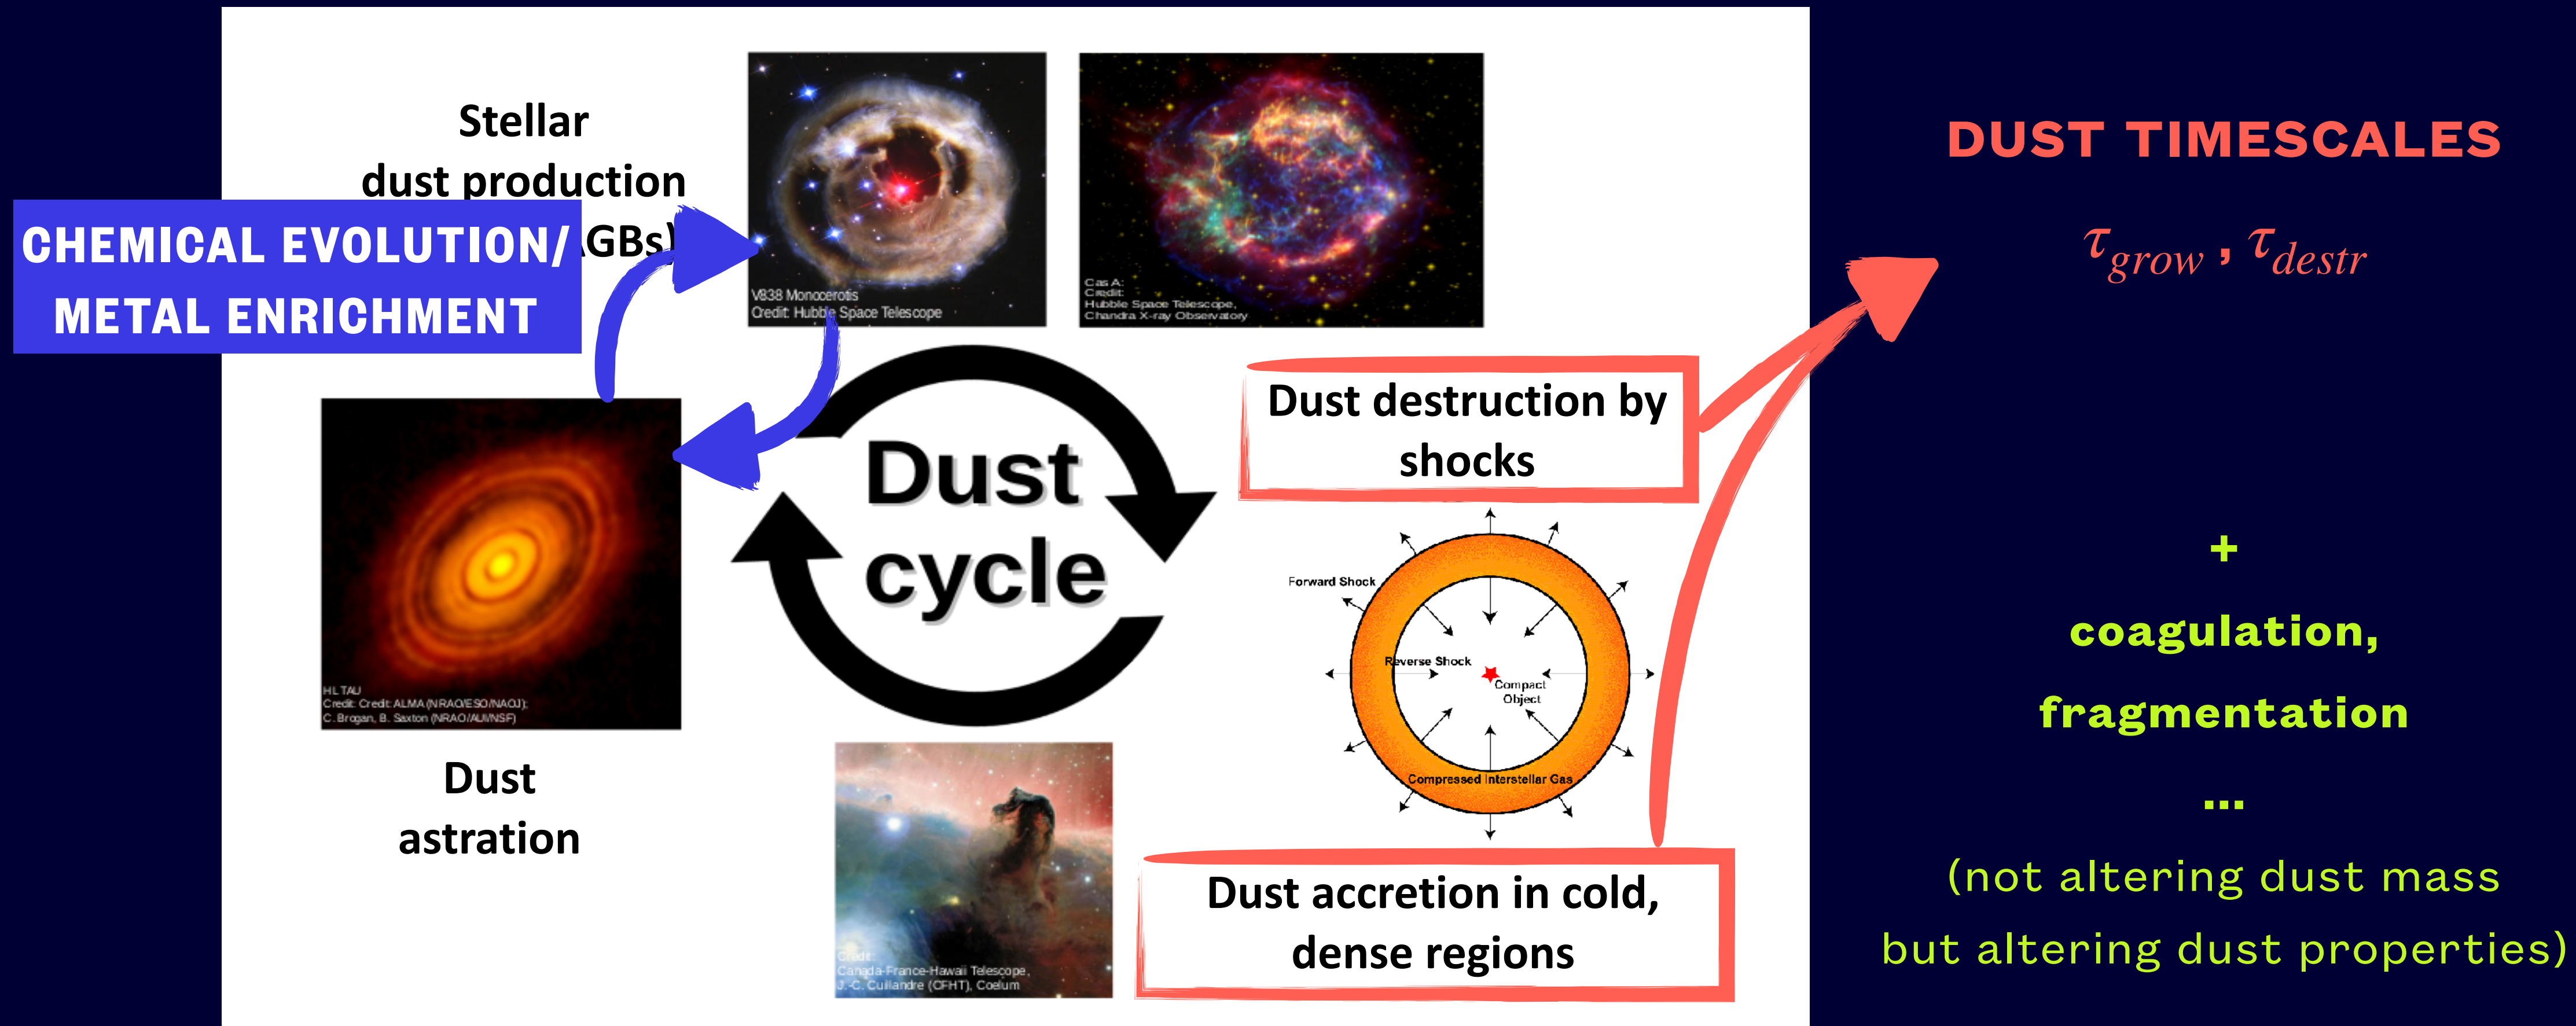 Stellar
dust production
GBs)
CHEMICAL EVOLUTION/
METAL ENRICHMENT
V838 Monocerotis
Credit: Hubble Space Telescope
Cas A:
Credit:
Hubble Space Telescope,
Chandra X-ray Observatory
DUST TIMESCALES
τgrow , τdestr
Dust destruction by
shocks
Dust
cycle
Forward Shock
Reverse Shock
Compact
Object
Compressed Interstellar Gas
HL TAU
Credit: Credit: ALMA (NRAO/ESO/NAOJ);
C. Brogan, B. Saxton (NRAO/AUI/NSF)
Dust
astration
Credit:
Canada-France-Hawaii Telescope,
J.-C. Cuillandre (CFHT), Coelum
Dust accretion in cold,
dense regions
+
coagulation,
fragmentation
...
(not altering dust mass
but altering dust properties)